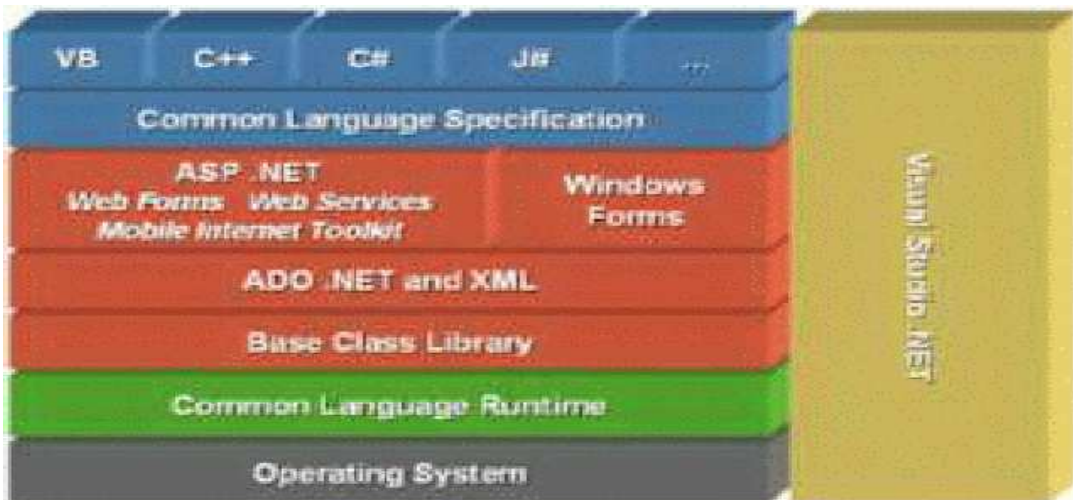 VB C++ C# J# ...
Common Language Specification
ASP .NET
Web Forms Web Services
Mobile Internet Toolkit
Windows
Forms
ADO .NET and XML
Base Class Library
Common Language Runtime
Operating System
Visual Studio .NET